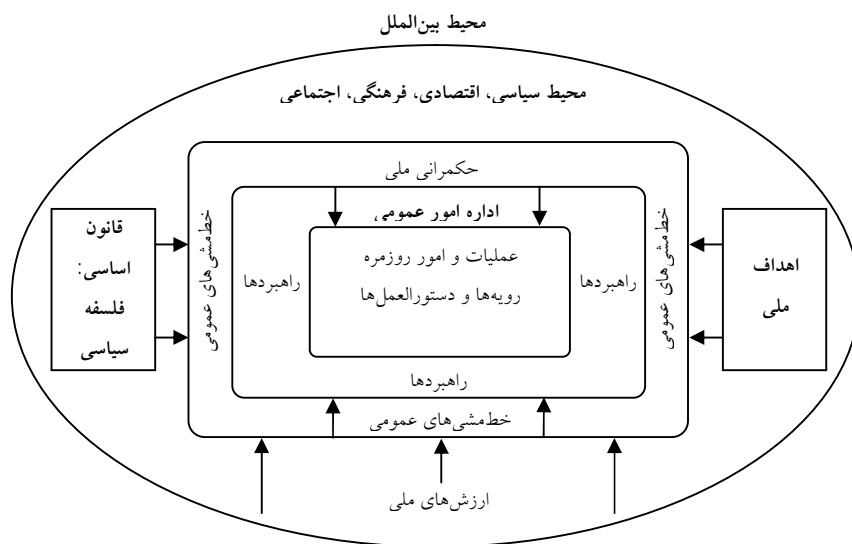 محیط بین‌الملل
محیط سیاسی، اقتصادی، فرهنگی، اجتماعی
حکمرانی ملی
اداره امور عمومی
عملیات و امور روزمره
رویه‌ها و دستورالعمل‌ها
راهبردها
راهبردها
راهبردها
خط‌مشی‌های عمومی
خط‌مشی‌های عمومی
خط‌مشی‌های عمومی
اهداف
ملی
قانون
اساسی:
فلسفه
سیاسی
ارزش‌های ملی